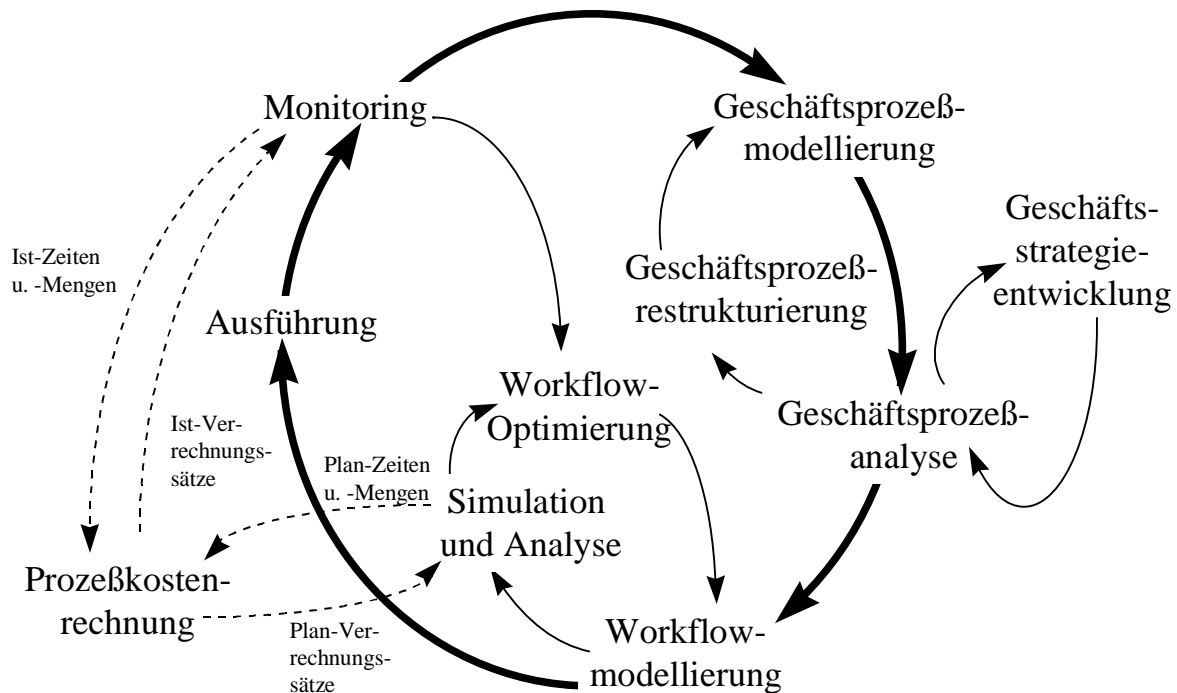 Monitoring
Geschäftsprozeß-
modellierung
Geschäfts-
strategie-
entwicklung
Ist-Zeiten
u. -Mengen
Geschäftsprozeß-
restrukturierung
Ausführung
Workflow-
Optimierung
Geschäftsprozeß-
analyse
Ist-Ver-
rechnungs-
sätze
Plan-Zeiten
u. -Mengen
Simulation
und Analyse
Prozeßkosten-
rechnung
Plan-Ver-
rechnungs-
sätze
Workflow-
modellierung